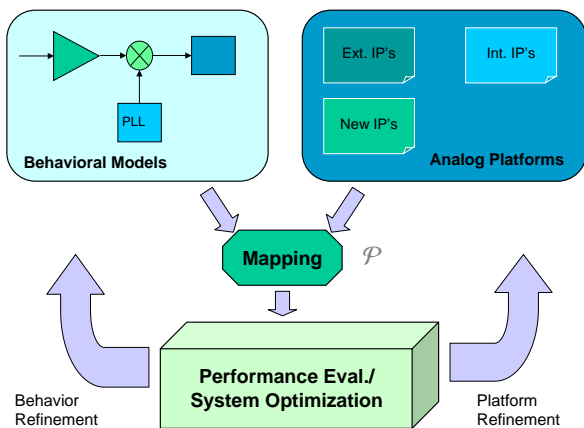 Ext. IP's
Int. IP's
PLL
New IP's
Behavioral Models
Analog Platforms
Mapping
𝒫
Performance Eval./
System Optimization
Behavior
Refinement
Platform
Refinement